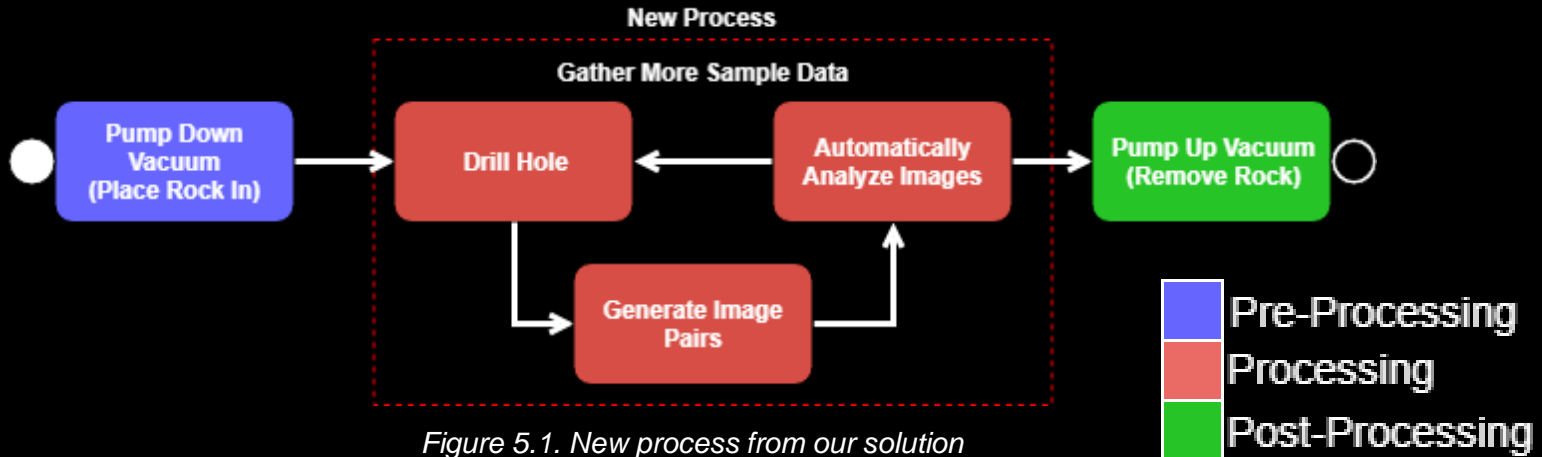 New Process
Gather More Sample Data
Pump Down
Vacuum
(Place Rock In)
Drill Hole
Automatically
Analyze Images
Pump Up Vacuum
(Remove Rock)
Generate Image
Pairs
Pre-Processing
Processing
Post-Processing
Figure 5.1. New process from our solution